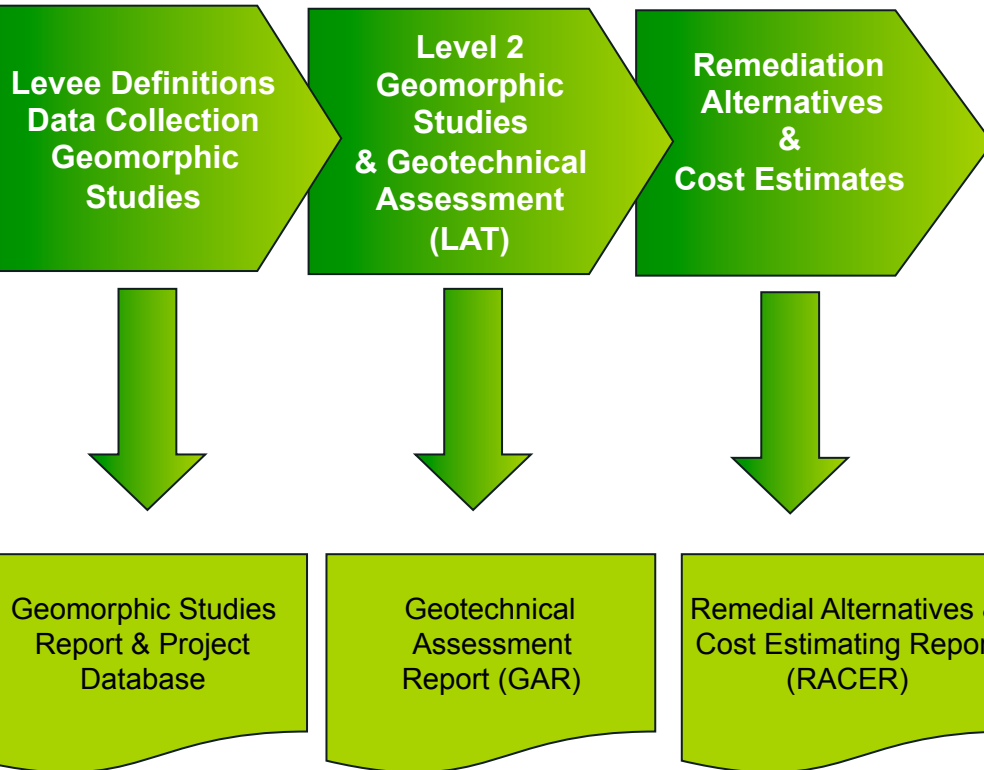 Levee Definitions
Data Collection
Geomorphic
Studies
Level 2
Geomorphic
Studies
& Geotechnical
Assessment
(LAT)
Remediation
Alternatives
&
Cost Estimates
Geomorphic Studies
Report & Project
Database
Geotechnical
Assessment
Report (GAR)
Remedial Alternatives
Cost Estimating
(RACER)